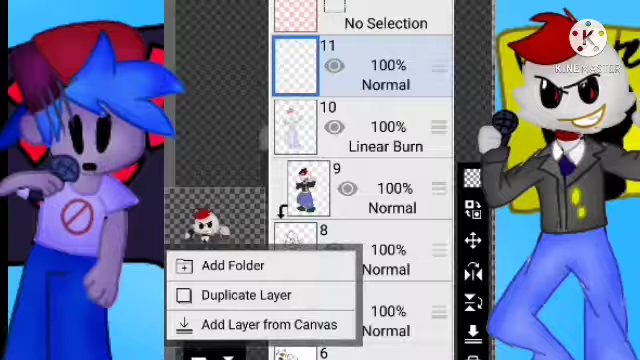 No Selection
11
100%
Normal
10
100%
Linear Burn
9
100%
Normal
8
100%
Normal
100%
Normal
6
Add Folder
Duplicate Layer
Add Layer from Canvas
K
KINEMASTER